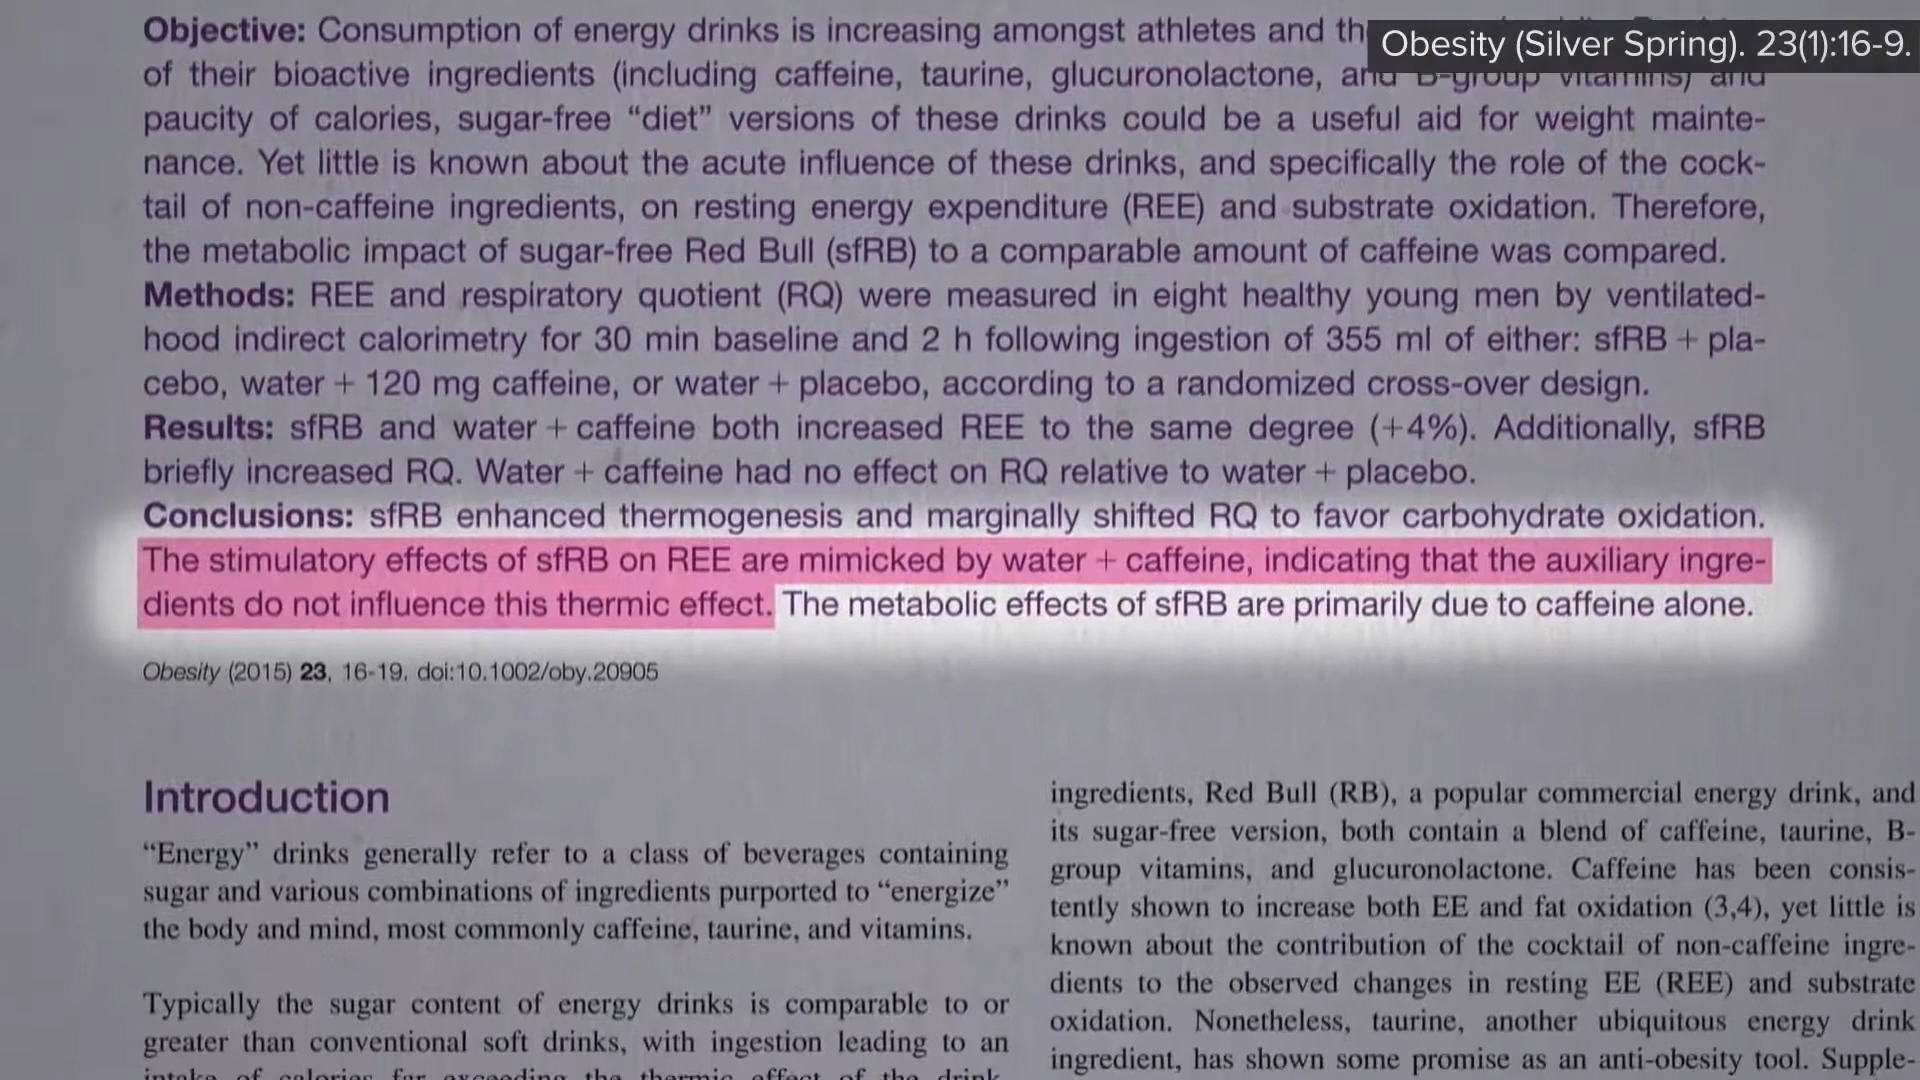 Objective: Consumption of energy drinks is increasing amongst athletes and
Obesity (Silver Spring). 23(1):16-9.
of their bioactive ingredients (including caffeine, taurine, glucuronolactone, and B-group vitamins) and
paucity of calories, sugar-free “diet” versions of these drinks could be a useful aid for weight mainte-
nance. Yet little is known about the acute influence of these drinks, and specifically the role of the cock-
tail of non-caffeine ingredients, on resting energy expenditure (REE) and substrate oxidation. Therefore,
the metabolic impact of sugar-free Red Bull (sfRB) to a comparable amount of caffeine was compared.
Methods: REE and respiratory quotient (RQ) were measured in eight healthy young men by ventilated-
hood indirect calorimetry for 30 min baseline and 2 h following ingestion of 355 ml of either: sfRB + pla-
cebo, water + 120 mg caffeine, or water + placebo, according to a randomized cross-over design.
Results: sfRB and water + caffeine both increased REE to the same degree (+4%). Additionally, sfRB
briefly increased RQ. Water + caffeine had no effect on RQ relative to water + placebo.
Conclusions: sfRB enhanced thermogenesis and marginally shifted RQ to favor carbohydrate oxidation.
The stimulatory effects of sfRB on REE are mimicked by water + caffeine, indicating that the auxiliary ingre-
dients do not influence this thermic effect. The metabolic effects of sfRB are primarily due to caffeine alone.
Obesity (2015) 23, 16-19. doi:10.1002/oby.20905
Introduction
“Energy” drinks generally refer to a class of beverages containing
sugar and various combinations of ingredients purported to “energize”
the body and mind, most commonly caffeine, taurine, and vitamins.
Typically the sugar content of energy drinks is comparable to or
greater than conventional soft drinks, with ingestion leading to an
intake of calories far exceeding the thermic effect of the drink
ingredients, Red Bull (RB), a popular commercial energy drink, and
its sugar-free version, both contain a blend of caffeine, taurine, B-
group vitamins, and glucuronolactone. Caffeine has been consis-
tently shown to increase both EE and fat oxidation (3,4), yet little is
known about the contribution of the cocktail of non-caffeine ingre-
dients to the observed changes in resting EE (REE) and substrate
oxidation. Nonetheless, taurine, another ubiquitous energy drink
ingredient, has shown some promise as an anti-obesity tool. Supple-